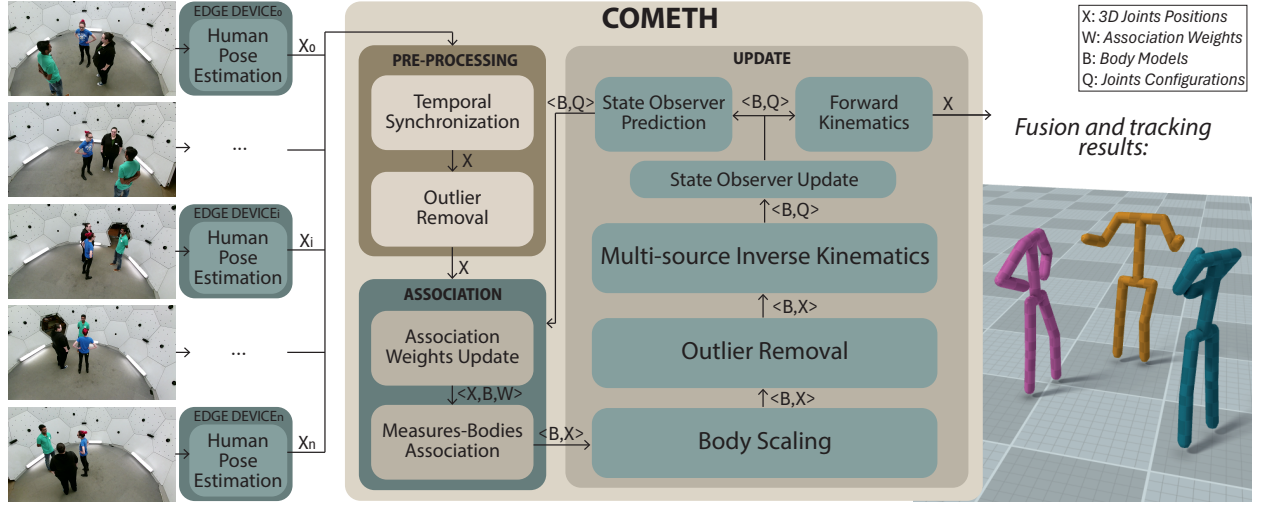 COMETH
EDGE DEVICE0
Human
Pose
Estimation
X0
...
EDGE DEVICEi
Human
Pose
Estimation
Xi
...
EDGE DEVICEn
Human
Pose
Estimation
Xn
PRE-PROCESSING
Temporal
Synchronization
X
Outlier
Removal
X
ASSOCIATION
Association
Weights Update
<X,B,W>
Measures-Bodies
Association
<B,X>
UPDATE
<B,Q>
State Observer
Prediction
<B,Q>
Forward
Kinematics
X
State Observer Update
<B,Q>
Multi-source Inverse Kinematics
<B,X>
Outlier Removal
<B,X>
Body Scaling
X: 3D Joints Positions
W: Association Weights
B: Body Models
Q: Joints Configurations
Fusion and tracking
results: